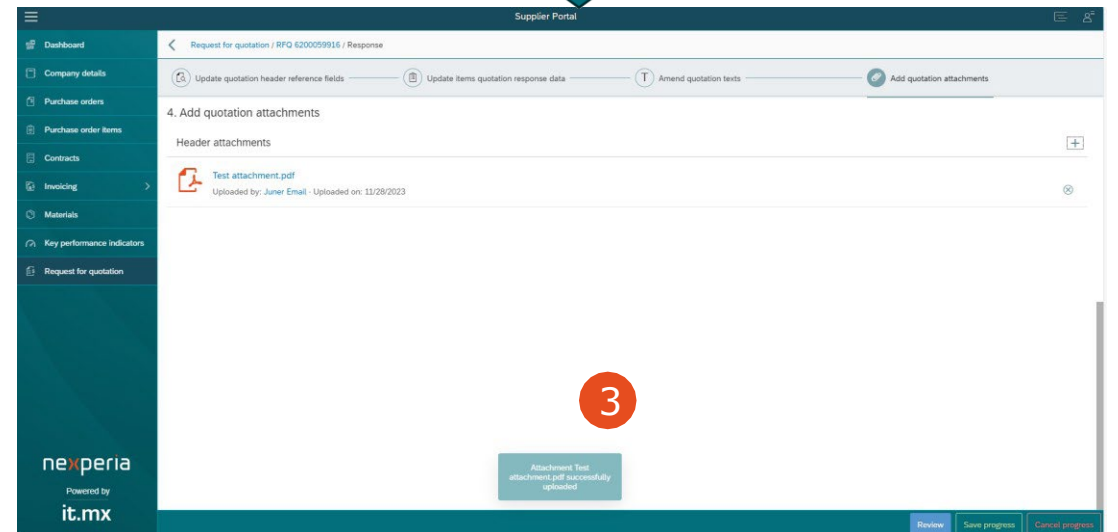 Supplier Portal
Dashboard
Company details
Purchase orders
Purchase order items
Contracts
Invoicing
Materials
Key performance indicators
Request for quotation
nexperia
Powered by
it.mx
Request for quotation / RFQ 6200059916 / Response
Update quotation header reference fields
Update items quotation response data
T Amend quotation texts
Add quotation attachments
4. Add quotation attachments
Header attachments
Test attachment.pdf
Uploaded by: Juner Email - Uploaded on: 11/28/2023
3
Attachment Test
attachment.pdf successfully
uploaded
Review Save progress Cancel progress